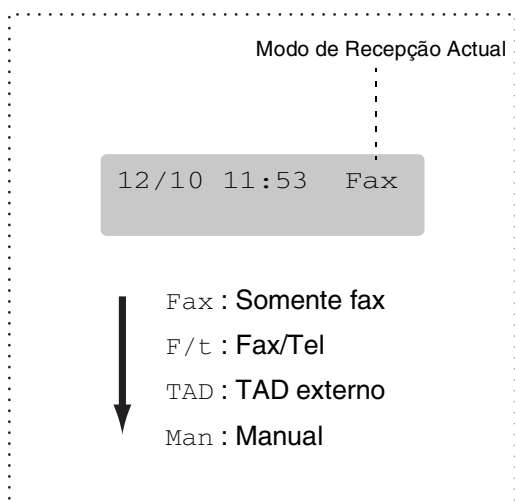 Modo de Recepção Actual
12/10 11:53 Fax
Fax : Somente fax
F/t : Fax/Tel
TAD : TAD externo
Man : Manual